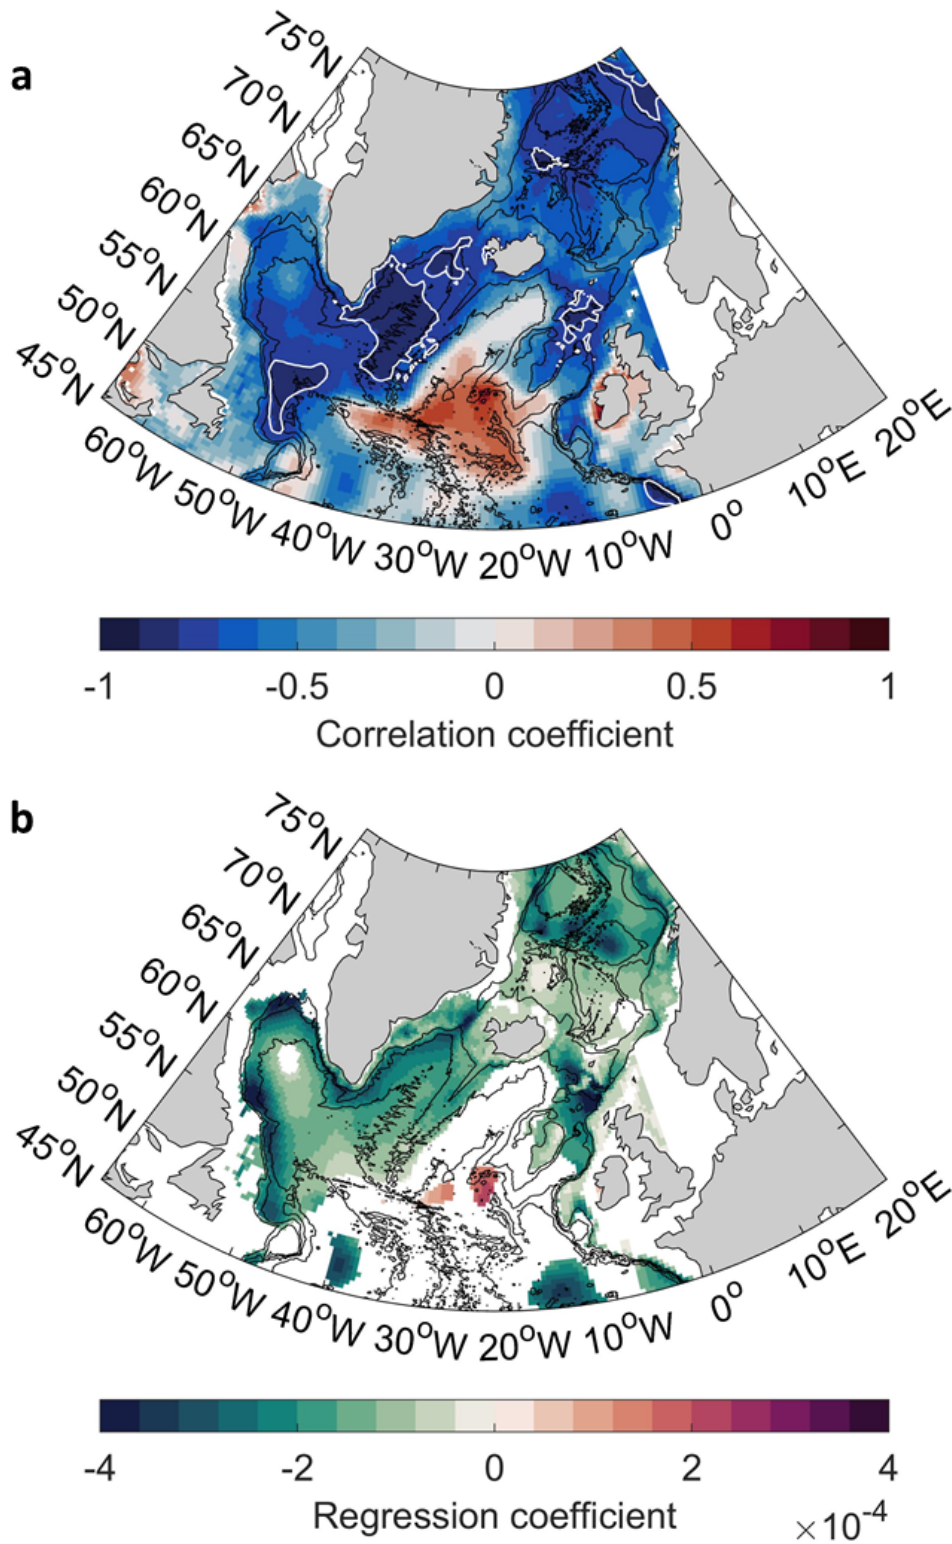 a
75°N
70°N
65°N
60°N
55°N
50°N
45°N
60°W 50°W 40°W 30°W 20°W 10°W 0° 10°E 20°E
-1 -0.5 0 0.5 1
Correlation coefficient
b
75°N
70°N
65°N
60°N
55°N
50°N
45°N
60°W 50°W 40°W 30°W 20°W 10°W 0° 10°E 20°E
-4 -2 0 2 4
Regression coefficient ×10⁻⁴